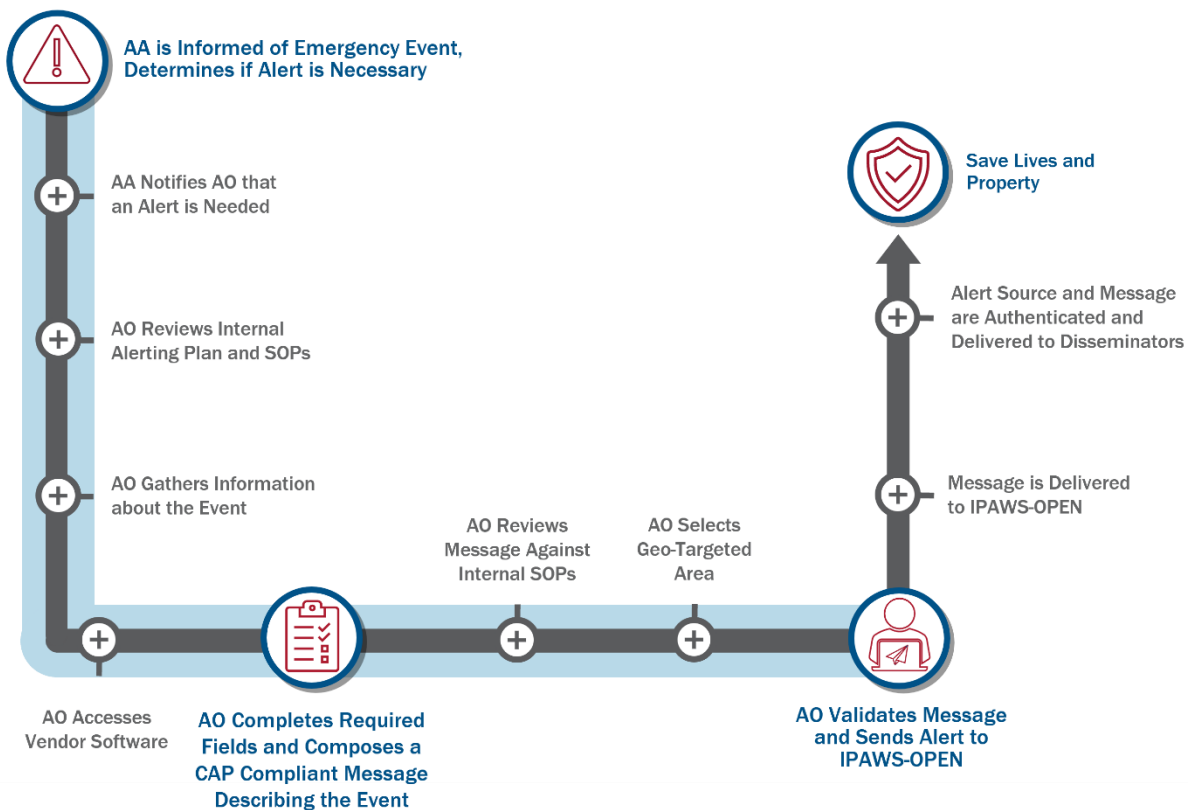 AA is Informed of Emergency Event,
Determines if Alert is Necessary
AA Notifies AO that
an Alert is Needed
AO Reviews Internal
Alerting Plan and SOPs
AO Gathers Information
about the Event
AO Accesses
Vendor Software
AO Completes Required
Fields and Composes a
CAP Compliant Message
Describing the Event
AO Reviews
Message Against
Internal SOPs
AO Selects
Geo-Targeted
Area
AO Validates Message
and Sends Alert to
IPAWS-OPEN
Message is Delivered
to IPAWS-OPEN
Alert Source and Message
are Authenticated and
Delivered to Disseminators
Save Lives and
Property